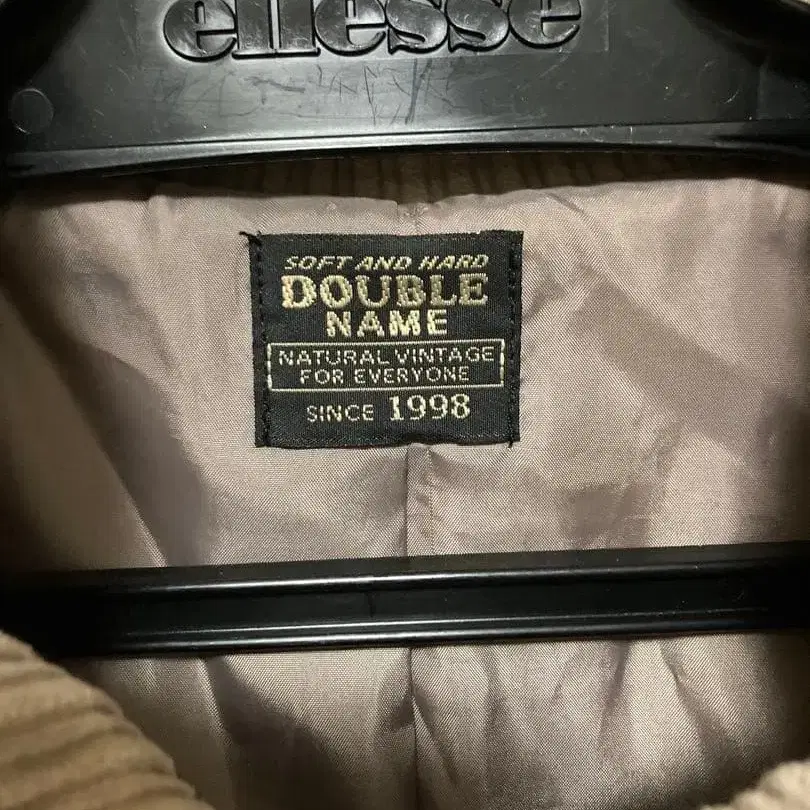 ellesse
SOFT AND HARD
DOUBLE
NAME
NATURAL VINTAGE
FOR EVERYONE
SINCE 1998